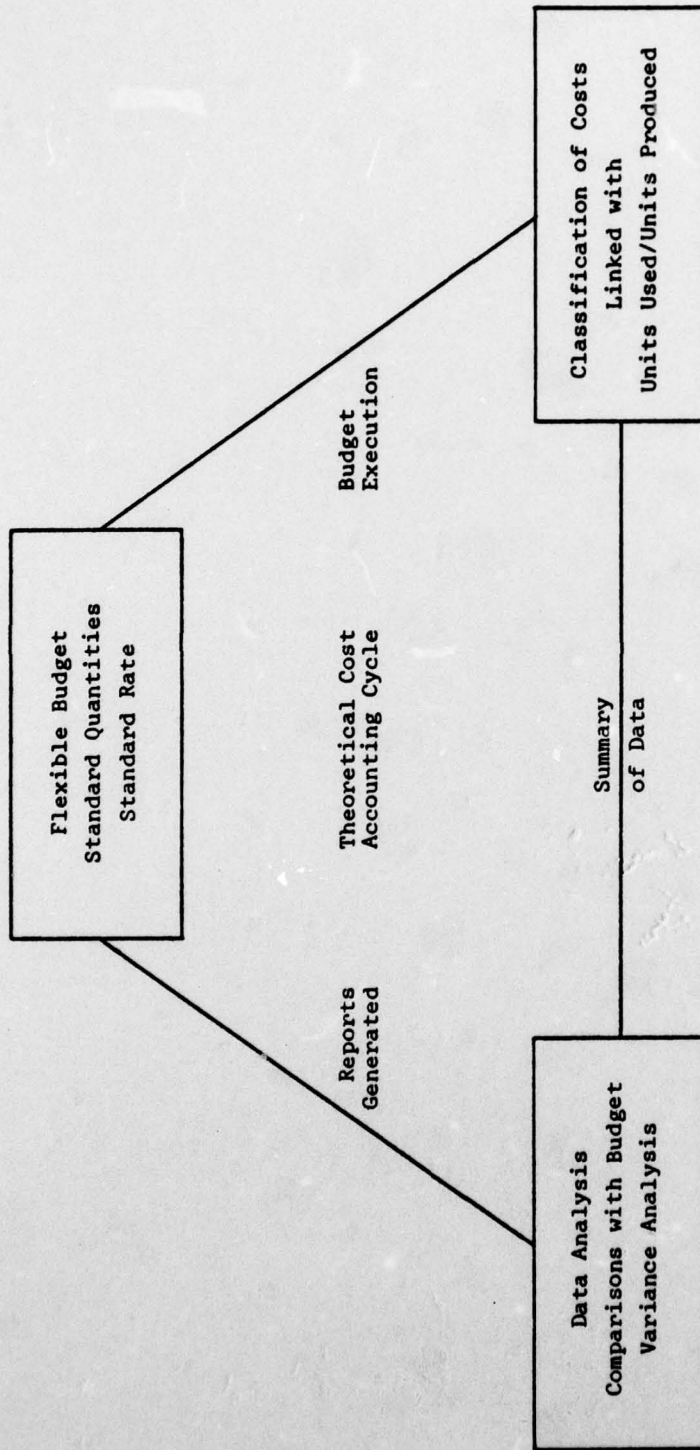 Flexible Budget
Standard Quantities
Standard Rate
Reports
Generated
Theoretical Cost
Accounting Cycle
Budget
Execution
Data Analysis
Comparisons with Budget
Variance Analysis
Summary
of Data
Classification of Costs
Linked with
Units Used/Units Produced